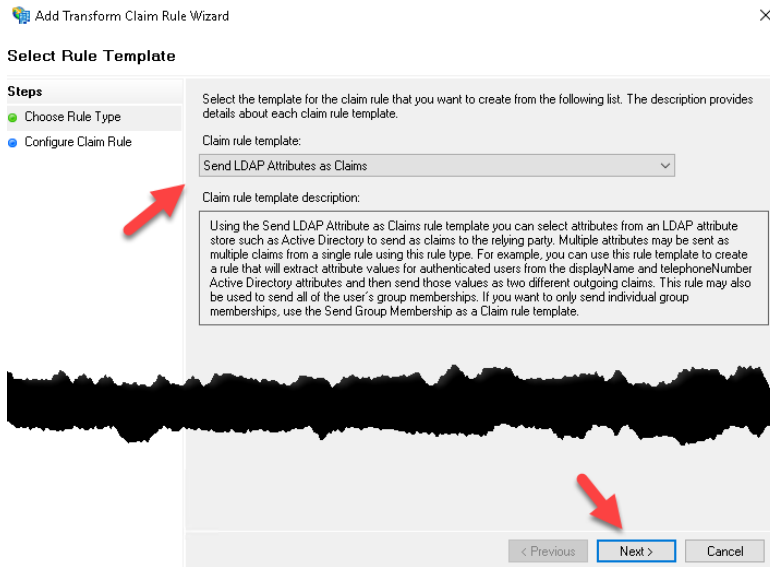 Add Transform Claim Rule Wizard
Select Rule Template
Steps
Choose Rule Type
Configure Claim Rule
Select the template for the claim rule that you want to create from the following list. The description provides
details about each claim rule template.
Claim rule template:
Send LDAP Attributes as Claims
Claim rule template description:
Using the Send LDAP Attribute as Claims rule template you can select attributes from an LDAP attribute
store such as Active Directory to send as claims to the relying party. Multiple attributes may be sent as
multiple claims from a single rule using this rule type. For example, you can use this rule template to create
a rule that will extract attribute values for authenticated users from the displayName and telephoneNumber
Active Directory attributes and then send those values as two different outgoing claims. This rule may also
be used to send all of the user's group memberships. If you want to only send individual group
memberships, use the Send Group Membership as a Claim rule template.
< Previous
Next >
Cancel